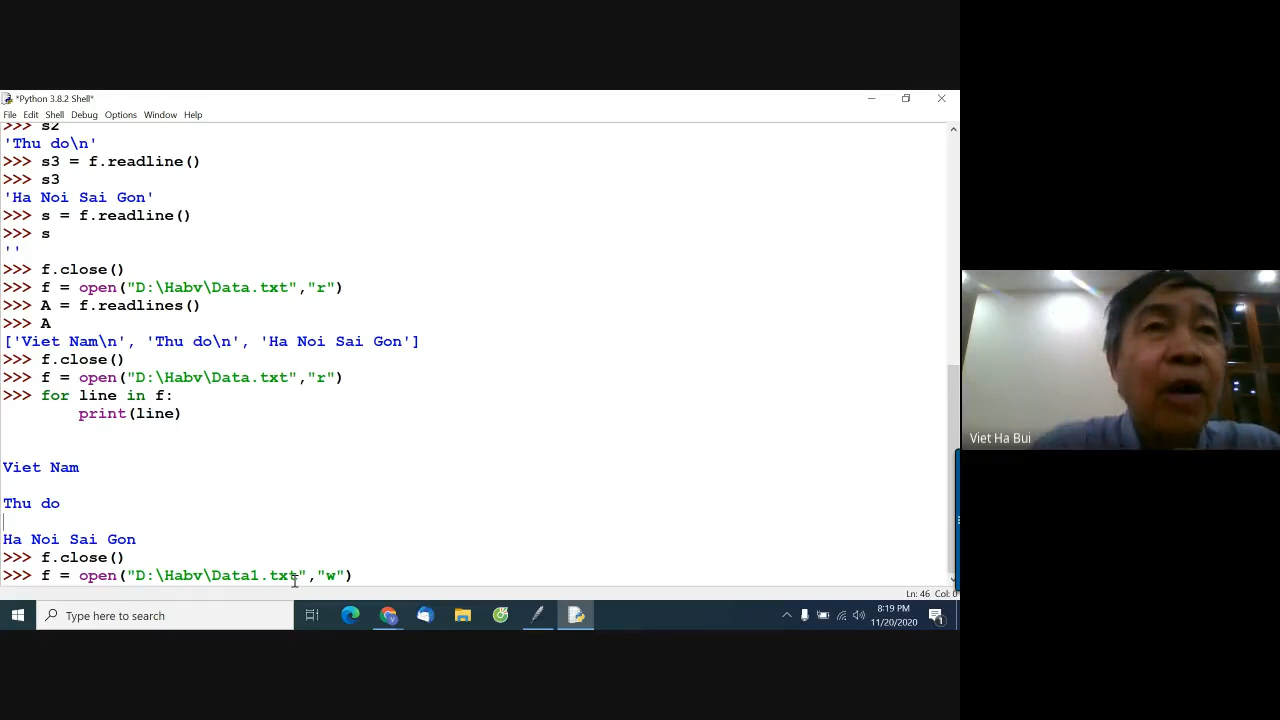 *Python 3.8.2 Shell*
File Edit Shell Debug Options Window Help
>>> s2
'Thu do\n'
>>> s3 = f.readline()
>>> s3
'Ha Noi Sai Gon'
>>> s = f.readline()
>>> s
''
>>> f.close()
>>> f = open("D:\Habv\Data.txt","r")
>>> A = f.readlines()
>>> A
['Viet Nam\n', 'Thu do\n', 'Ha Noi Sai Gon']
>>> f.close()
>>> f = open("D:\Habv\Data.txt","r")
>>> for line in f:
print(line)
Viet Nam
Thu do
Ha Noi Sai Gon
>>> f.close()
>>> f = open("D:\Habv\Data1.txt","w")
Ln: 46 Col: 0
Type here to search
8:19 PM
11/20/2020
1
Viet Ha Bui